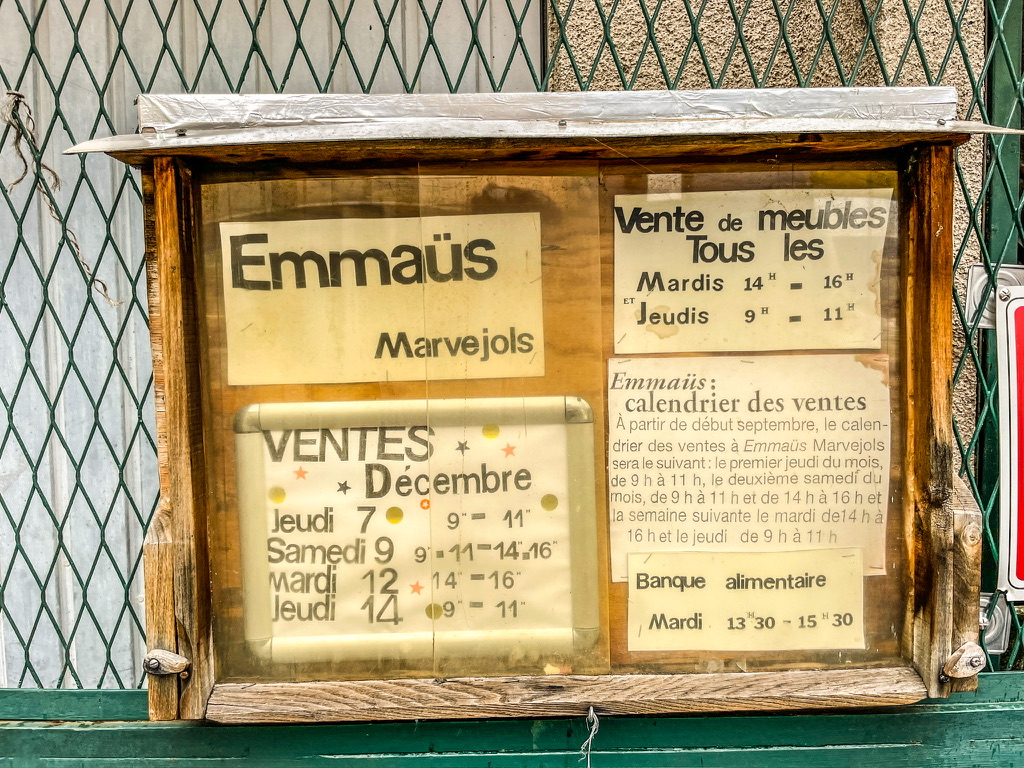 Emmaüs
Marvejols
VENTES
Décembre
Jeudi 7 9H - 11H
Samedi 9 9H - 11 - 14H - 16H
Mardi 12 14H - 16H
Jeudi 14 9H - 11H
Vente de meubles
Tous les
Mardis 14H - 16H
ET Jeudis 9H - 11H
Emmaüs :
calendrier des ventes
À partir de début septembre, le calen-
drier des ventes à Emmaüs Marvejols
sera le suivant : le premier jeudi du mois,
de 9 h à 11 h, le deuxième samedi du
mois, de 9 h à 11 h et de 14 h à 16 h et
la semaine suivante le mardi de14 h à
16 h et le jeudi de 9 h à 11 h
Banque alimentaire
Mardi 13H30 - 15H30